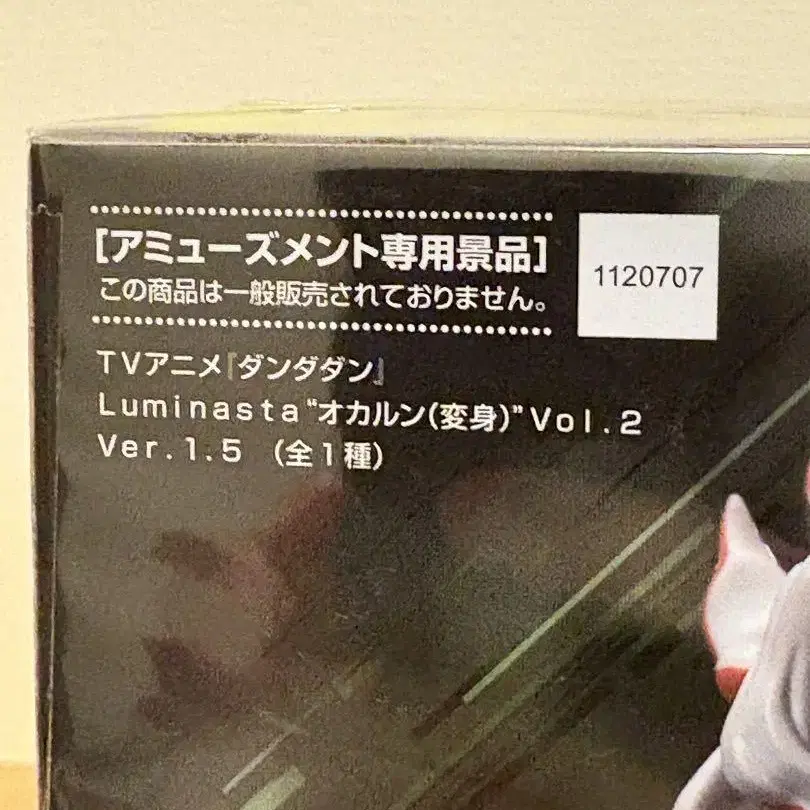 [アミューズメント専用景品]
この商品は一般販売されておりません。
1120707
TVアニメ『ダンダダン』
Luminasta“オカルン(変身)”Vol.2
Ver.1.5 (全1種)